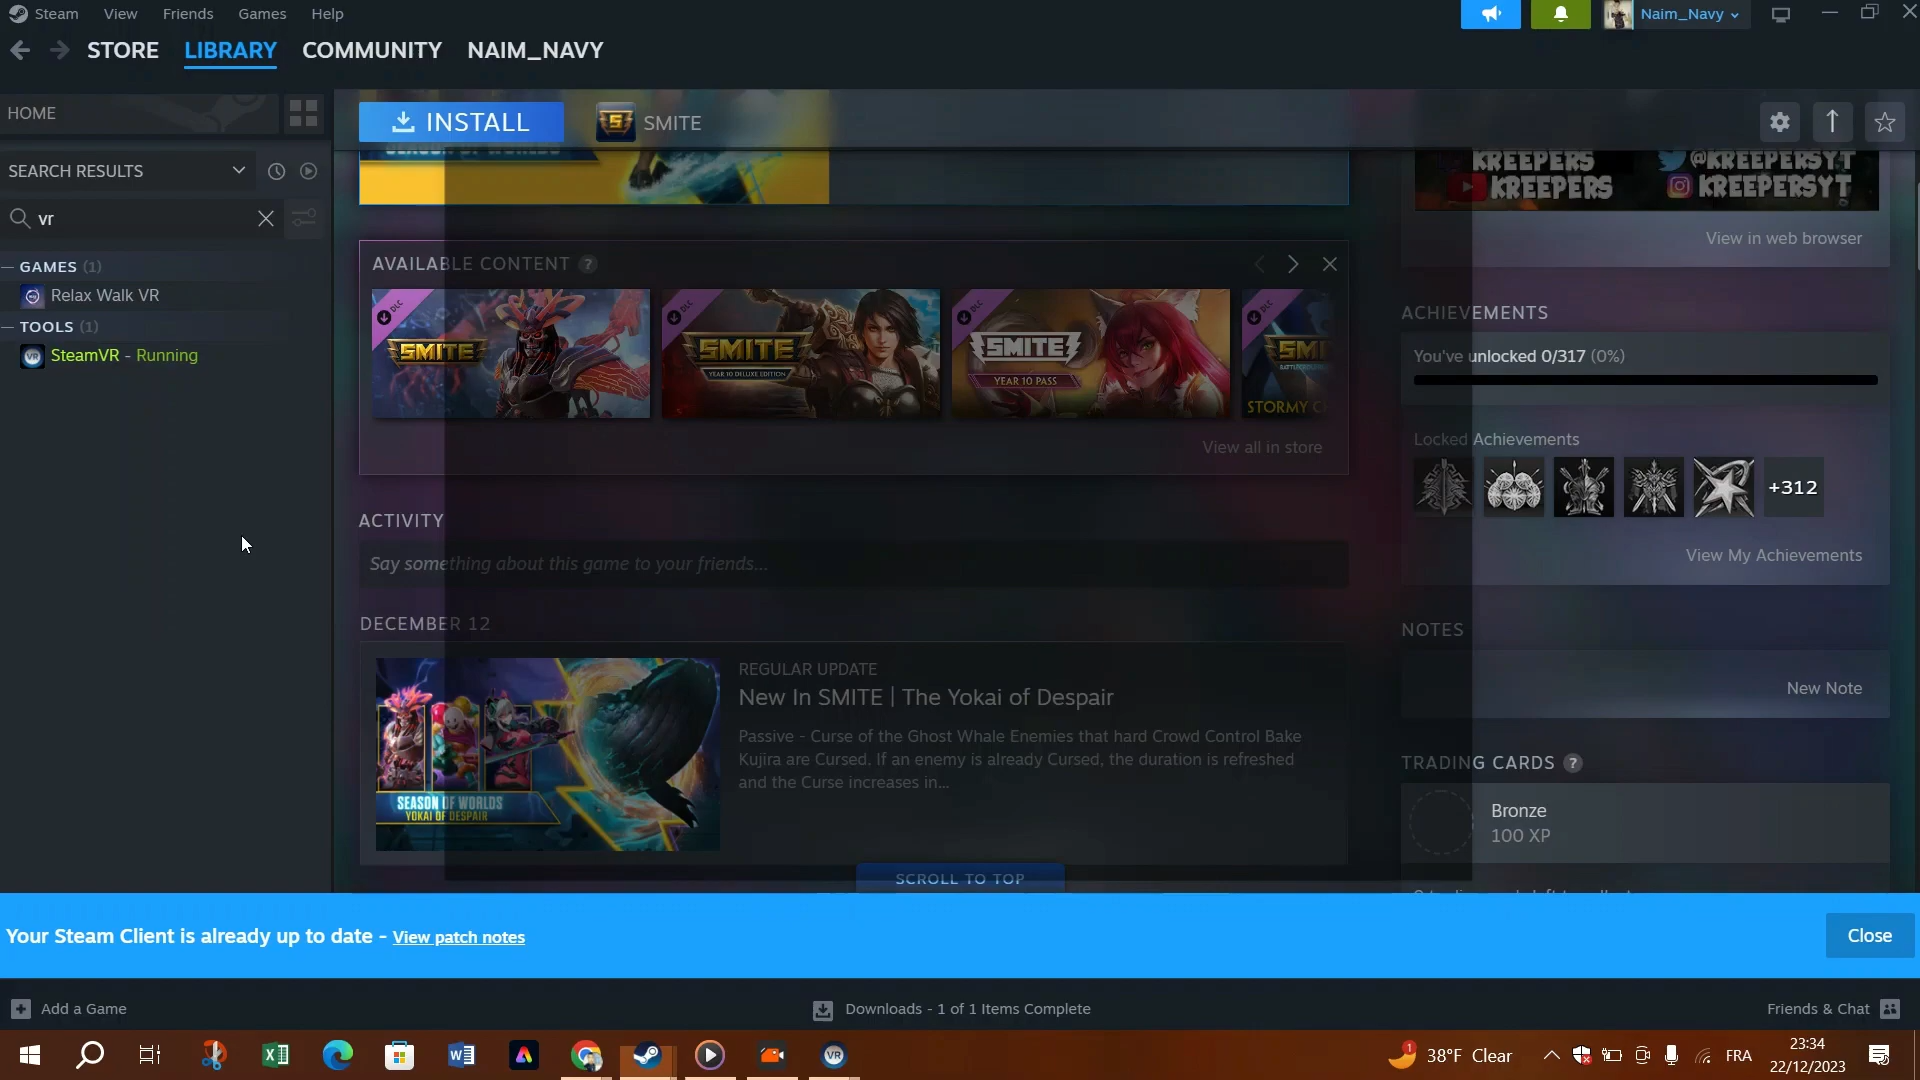 Steam View Friends Games Help
Naim_Navy
STORE LIBRARY COMMUNITY NAIM_NAVY
HOME
INSTALL
SMITE
SEARCH RESULTS
vr
GAMES (1)
Relax Walk VR
TOOLS (1)
SteamVR - Running
KREEPERS @KREEPERSYT
KREEPERS KREEPERSYT
View in web browser
AVAILABLE CONTENT ?
DLC DLC DLC DLC
SMITE
SMITE
YEAR 10 DELUXE EDITION
SMITE
YEAR 10 PASS
SMI
STORMY C
View all in store
ACHIEVEMENTS
You've unlocked 0/317 (0%)
Locked Achievements
+312
View My Achievements
ACTIVITY
Say something about this game to your friends...
DECEMBER 12
REGULAR UPDATE
New In SMITE | The Yokai of Despair
Passive - Curse of the Ghost Whale Enemies that hard Crowd Control Bake
Kujira are Cursed. If an enemy is already Cursed, the duration is refreshed
and the Curse increases in...
SEASON OF WORLDS
YOKAI OF DESPAIR
NOTES
New Note
TRADING CARDS ?
Bronze
100 XP
SCROLL TO TOP
Your Steam Client is already up to date - View patch notes
Close
Add a Game
Downloads - 1 of 1 Items Complete
Friends & Chat
1
38°F Clear
FRA
23:34
22/12/2023